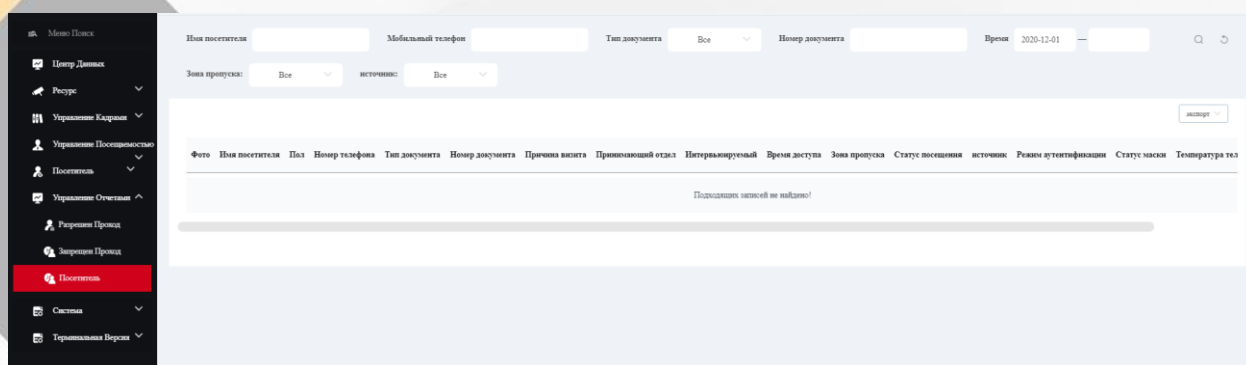 Меню Поиск
Центр Данных
Ресурс
Управление Кадрами
Управление Посещаемостью
Посетитель
Управление Отчетами
Разрешен Проход
Запрещен Проход
Посетитель
Система
Терминальная Версия
Имя посетителя Мобильный телефон Тип документа Все Номер документа Время 2020-12-01 —
Зона пропуска: Все источник: Все
экспорт
Фото Имя посетителя Пол Номер телефона Тип документа Номер документа Причина визита Принимающий отдел Интервьюируемый Время доступа Зона пропуска Статус посещения источник Режим аутентификации Статус маски Температура тел
Подходящих записей не найдено!